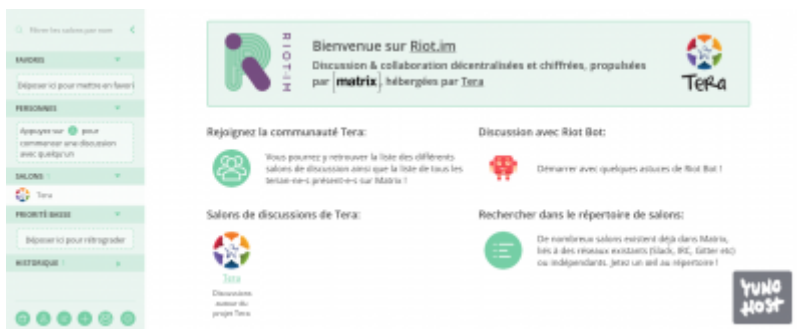 Filtrer les salons par nom
FAVORIS
Déposer ici pour mettre en favori
PERSONNES
Appuyez sur pour
commencer une discussion
avec quelqu'un
SALONS
Tera
PRIORITÉ BASSE
Déposer ici pour rétrograder
HISTORIQUE
RIOT-IM
Bienvenue sur Riot.im
Discussion & collaboration décentralisées et chiffrées, propulsées
par [matrix], hébergées par Tera
TeRa
Rejoignez la communauté Tera:
Vous pourrez y retrouver la liste des différents
salons de discussion ainsi que la liste de tous les
terian-ne-s présent-e-s sur Matrix !
Discussion avec Riot Bot:
Démarrer avec quelques astuces de Riot Bot !
Salons de discussions de Tera:
Tera
Discussions
autour du
projet Tera
Rechercher dans le répertoire de salons:
De nombreux salons existent déjà dans Matrix,
liés à des réseaux existants (Slack, IRC, Gitter etc)
ou indépendants. Jetez un œil au répertoire !
YUNO
HOST